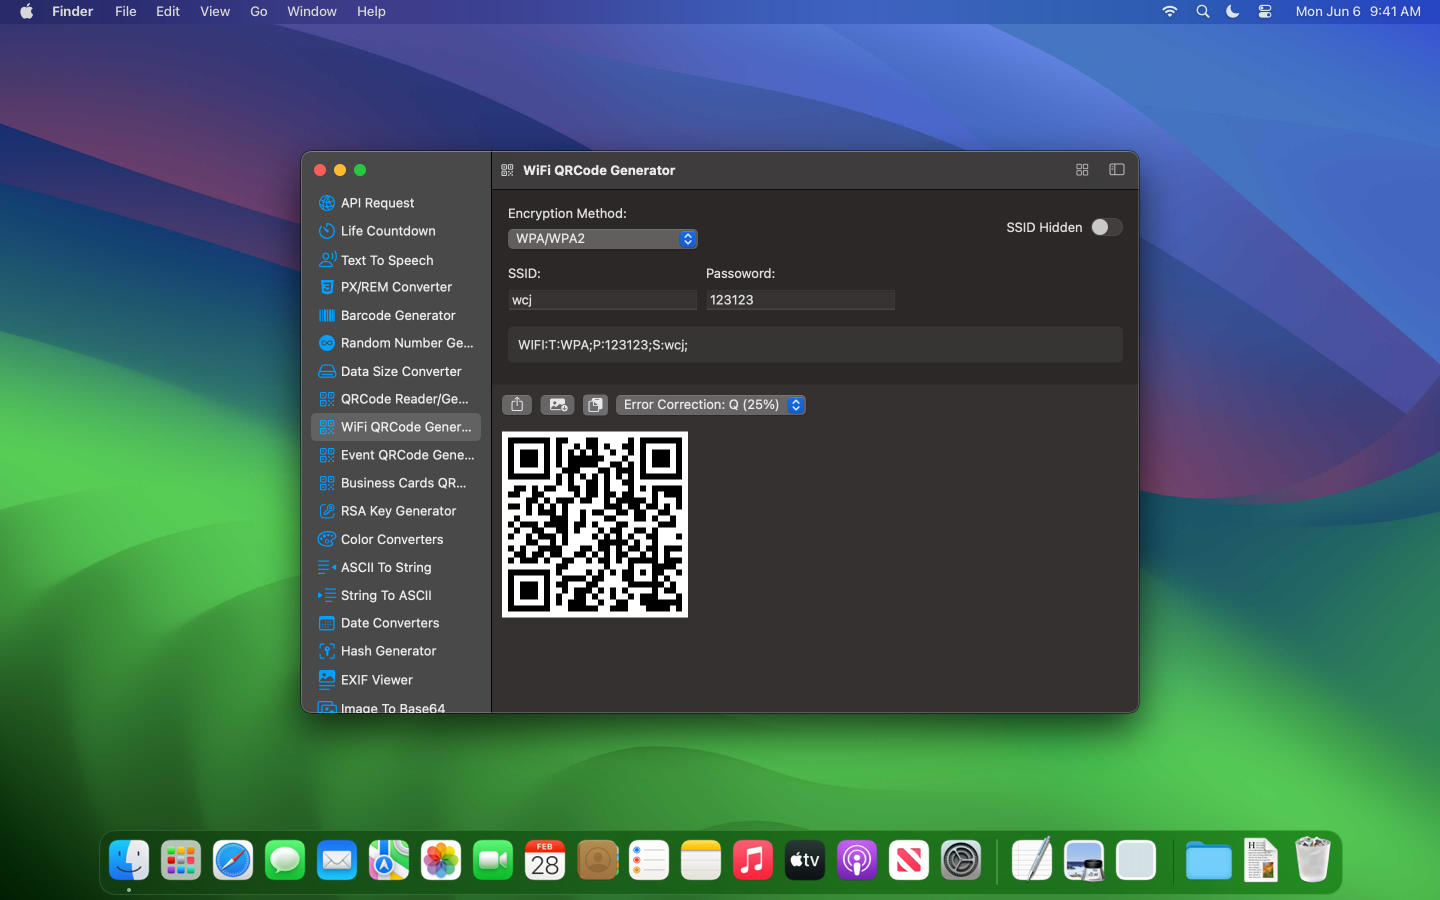 Finder File Edit View Go Window Help Mon Jun 6 9:41 AM
WiFi QRCode Generator
API Request
Life Countdown
Text To Speech
PX/REM Converter
Barcode Generator
Random Number Ge...
Data Size Converter
QRCode Reader/Ge...
WiFi QRCode Gener...
Event QRCode Gene...
Business Cards QR...
RSA Key Generator
Color Converters
ASCII To String
String To ASCII
Date Converters
Hash Generator
EXIF Viewer
Image To Base64
Encryption Method:
WPA/WPA2
SSID Hidden
SSID: Passoword:
wcj 123123
WIFI:T:WPA;P:123123;S:wcj;
Error Correction: Q (25%)
FEB
28
tv